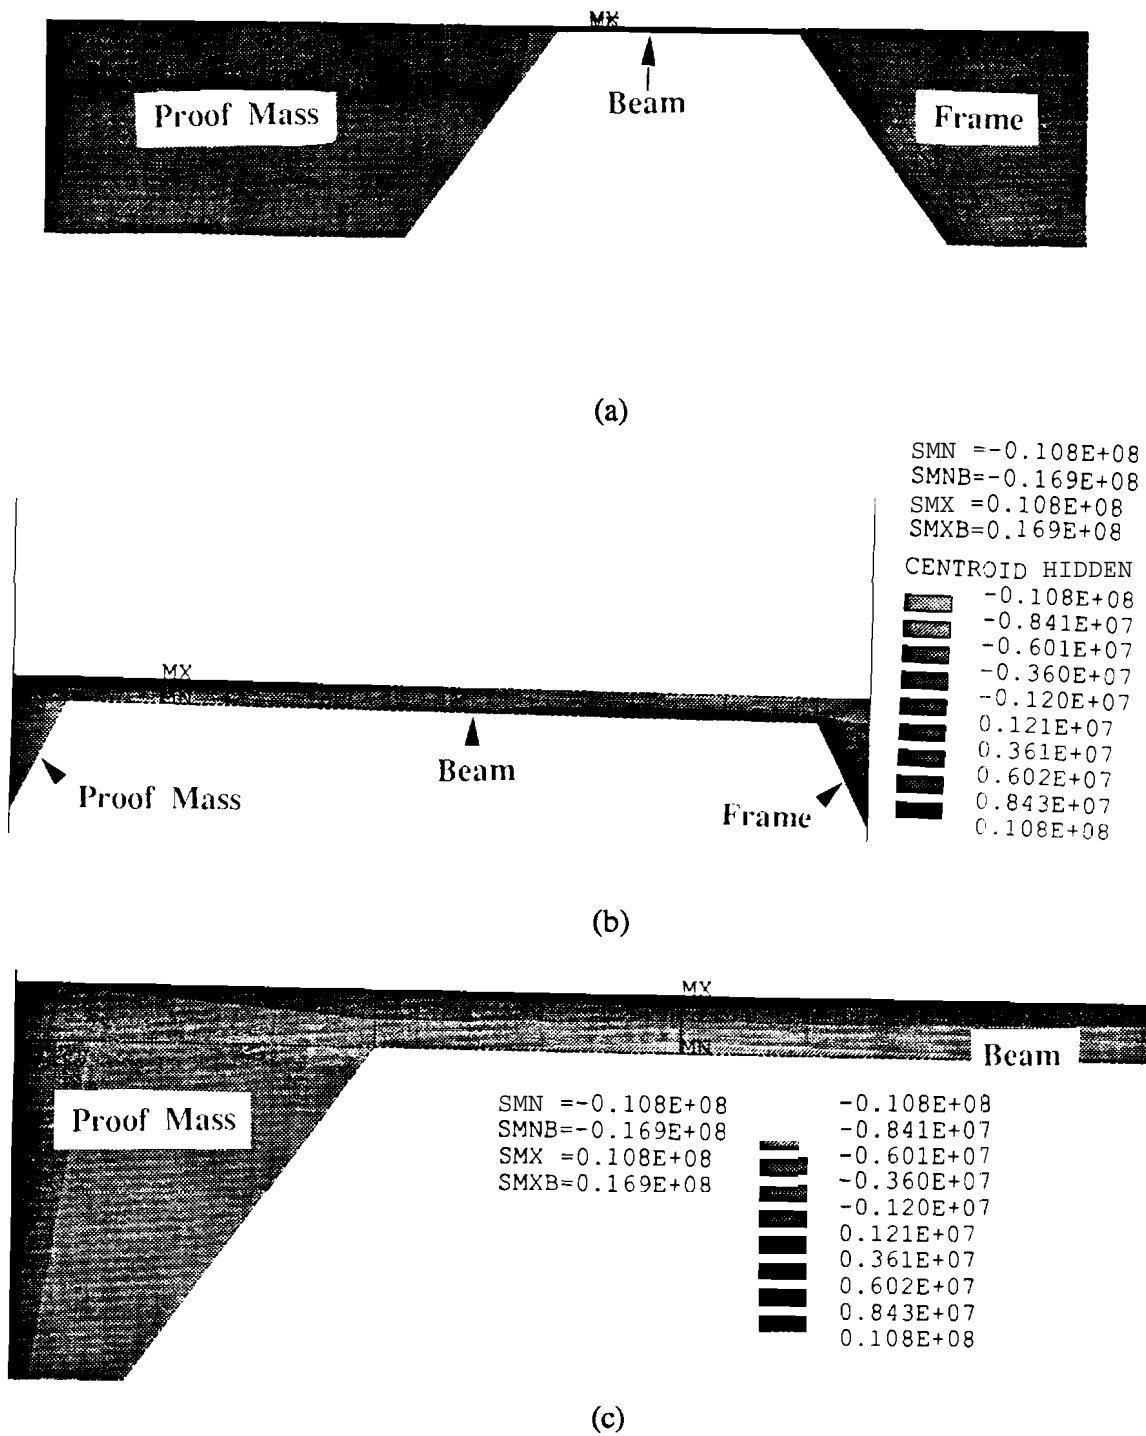 MX
Proof Mass
Beam
Frame
(a)
SMN =-0.108E+08
SMNB=-0.169E+08
SMX =0.108E+08
SMXB=0.169E+08
CENTROID HIDDEN
-0.108E+08
-0.841E+07
-0.601E+07
-0.360E+07
-0.120E+07
0.121E+07
0.361E+07
0.602E+07
0.843E+07
0.108E+08
MX
MN
Beam
Proof Mass
Frame
(b)
MX
MN
Beam
Proof Mass
SMN =-0.108E+08
SMNB=-0.169E+08
SMX =0.108E+08
SMXB=0.169E+08
-0.108E+08
-0.841E+07
-0.601E+07
-0.360E+07
-0.120E+07
0.121E+07
0.361E+07
0.602E+07
0.843E+07
0.108E+08
(c)